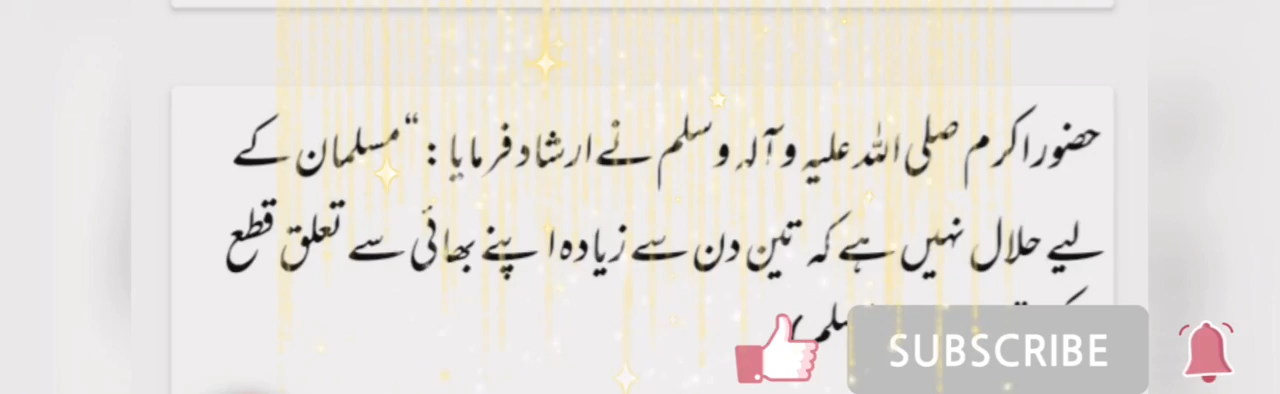 حضور اکرم صلی اللہ علیہ وآلہ وسلم نے ارشاد فرمایا: “مسلمان کے
لیے حلال نہیں ہے کہ تین دن سے زیادہ اپنے بھائی سے تعلق قطع
SUBSCRIBE